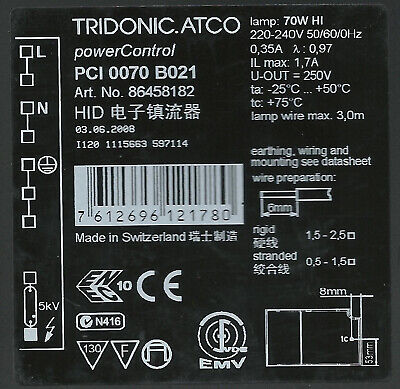 TRIDONIC.ATCO
powerControl
PCI 0070 B021
Art. No. 86458182
HID 电子镇流器
03.06.2008
I120 1115663 597114
7 612696 121780
Made in Switzerland 瑞士制造
L
N
5kV
lamp: 70W HI
220-240V 50/60/0Hz
0,35A λ: 0,97
IL max: 1,7A
U-OUT = 250V
ta: -25°C ... +50°C
tc: +75°C
lamp wire max. 3,0m
earthing, wiring and
mounting see datasheet
wire preparation:
6mm
rigid 1,5 - 2,5□
硬线
stranded 0,5 - 1,5□
绞合线
8mm
tc
53mm
ENEC 10 CE
N416
130 F
VDE
EMV